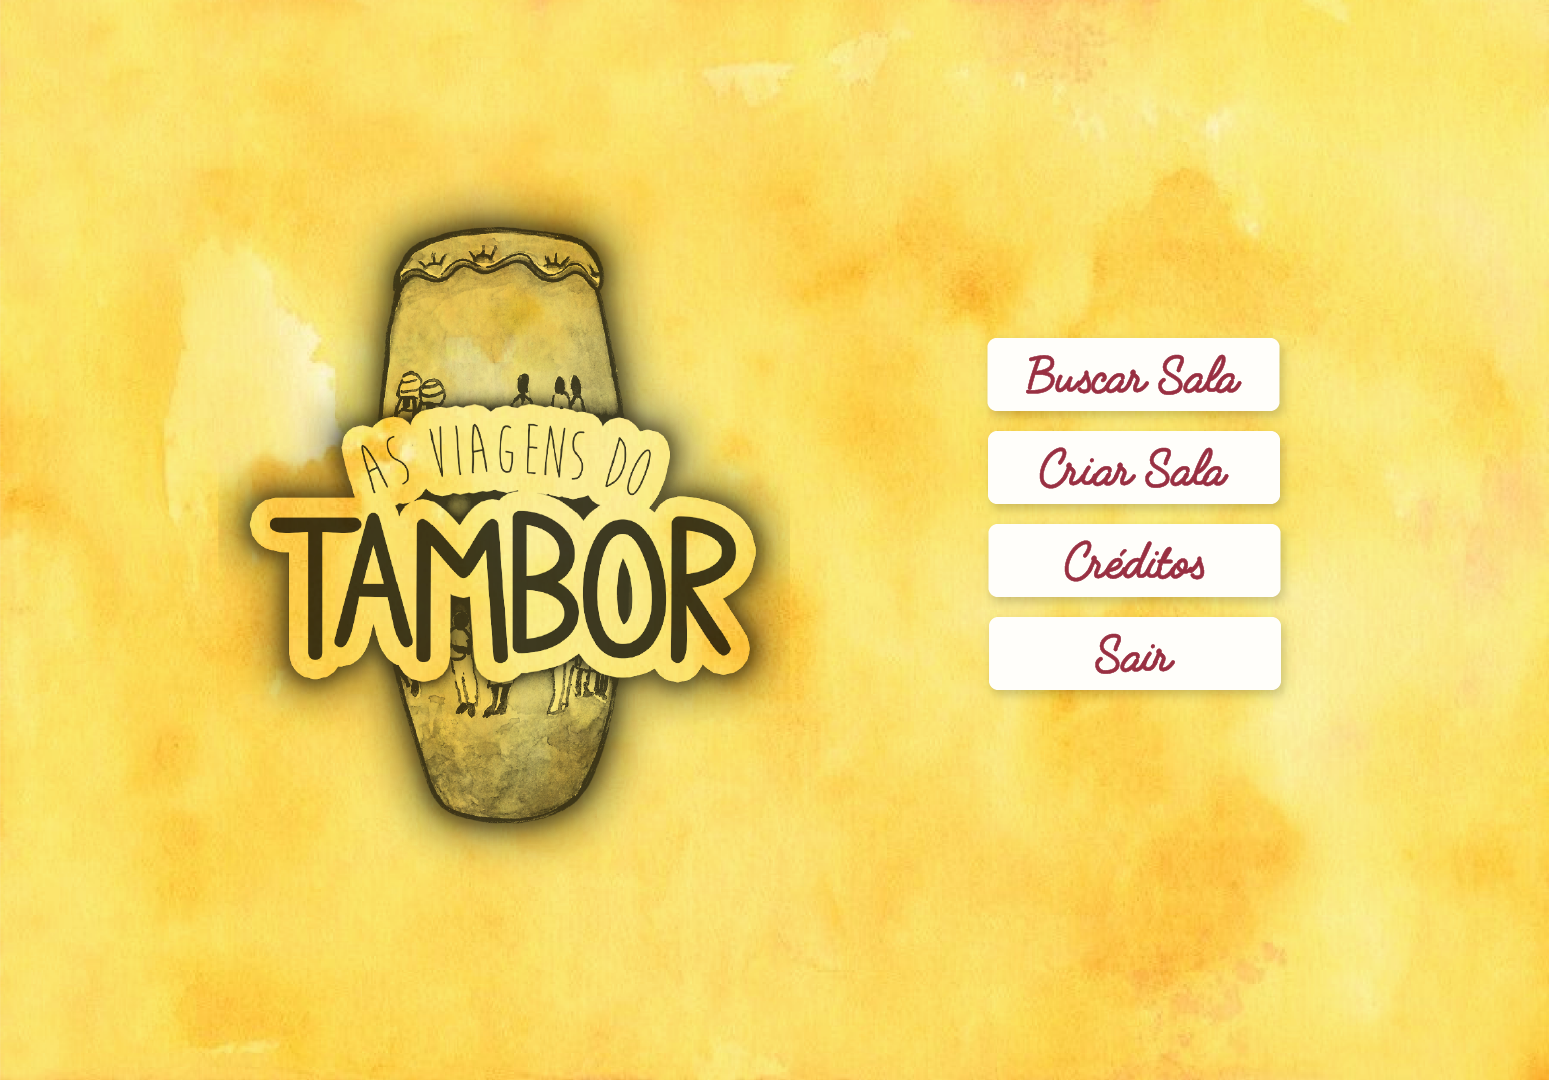 AS VIAGENS DO
TAMBOR
Buscar Sala
Criar Sala
Créditos
Sair